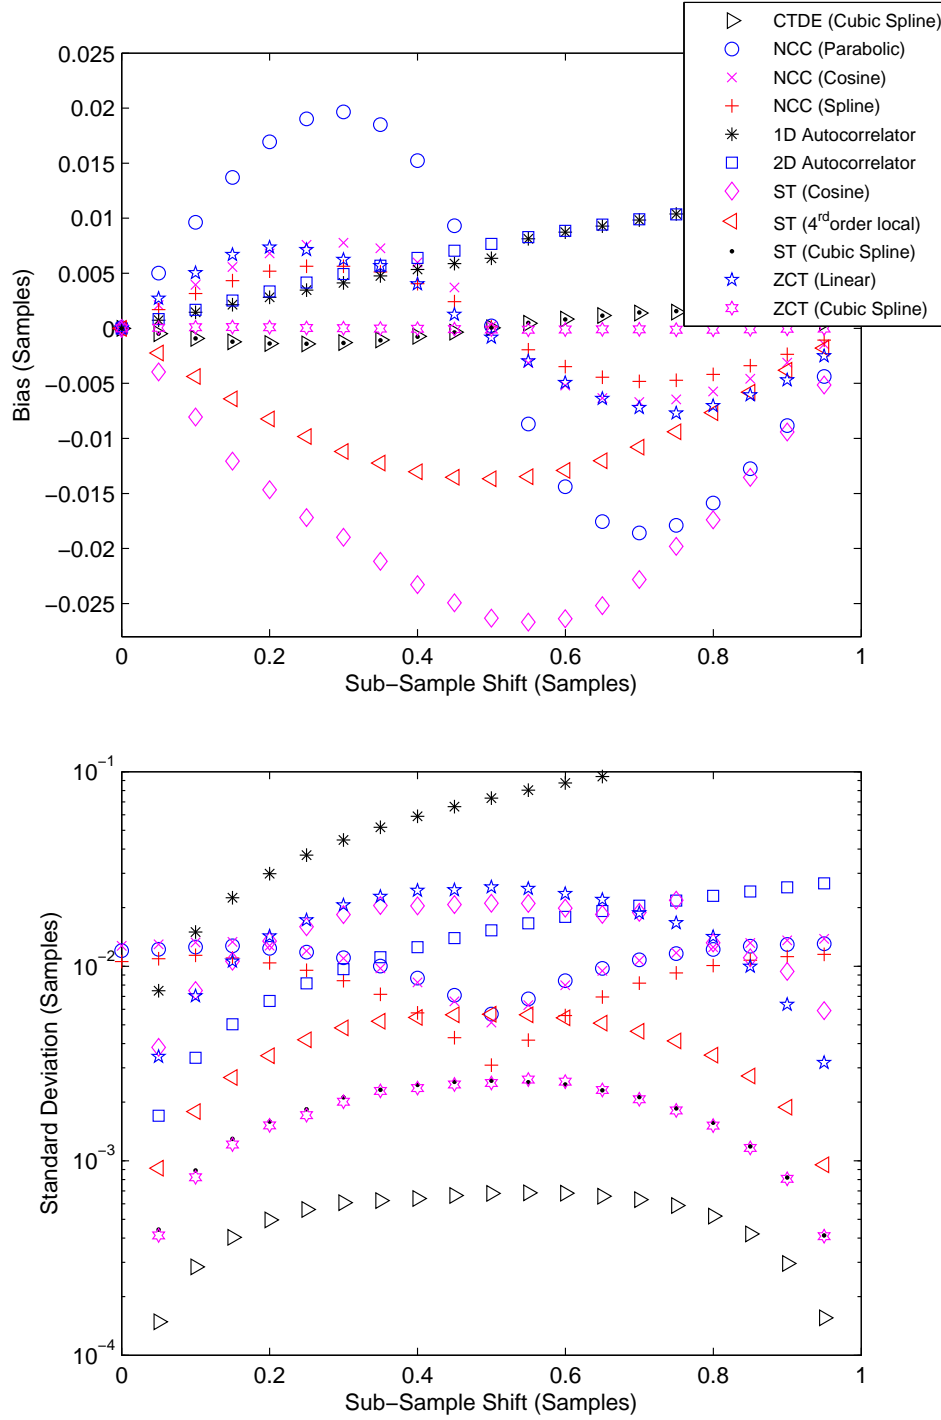 CTDE (Cubic Spline)
NCC (Parabolic)
NCC (Cosine)
NCC (Spline)
1D Autocorrelator
2D Autocorrelator
ST (Cosine)
ST (4rd order local)
ST (Cubic Spline)
ZCT (Linear)
ZCT (Cubic Spline)
0.025
0.02
0.015
0.01
0.005
0
−0.005
−0.01
−0.015
−0.02
−0.025
Bias (Samples)
0 0.2 0.4 0.6 0.8 1
Sub−Sample Shift (Samples)
10−1
10−2
10−3
10−4
Standard Deviation (Samples)
0 0.2 0.4 0.6 0.8 1
Sub−Sample Shift (Samples)